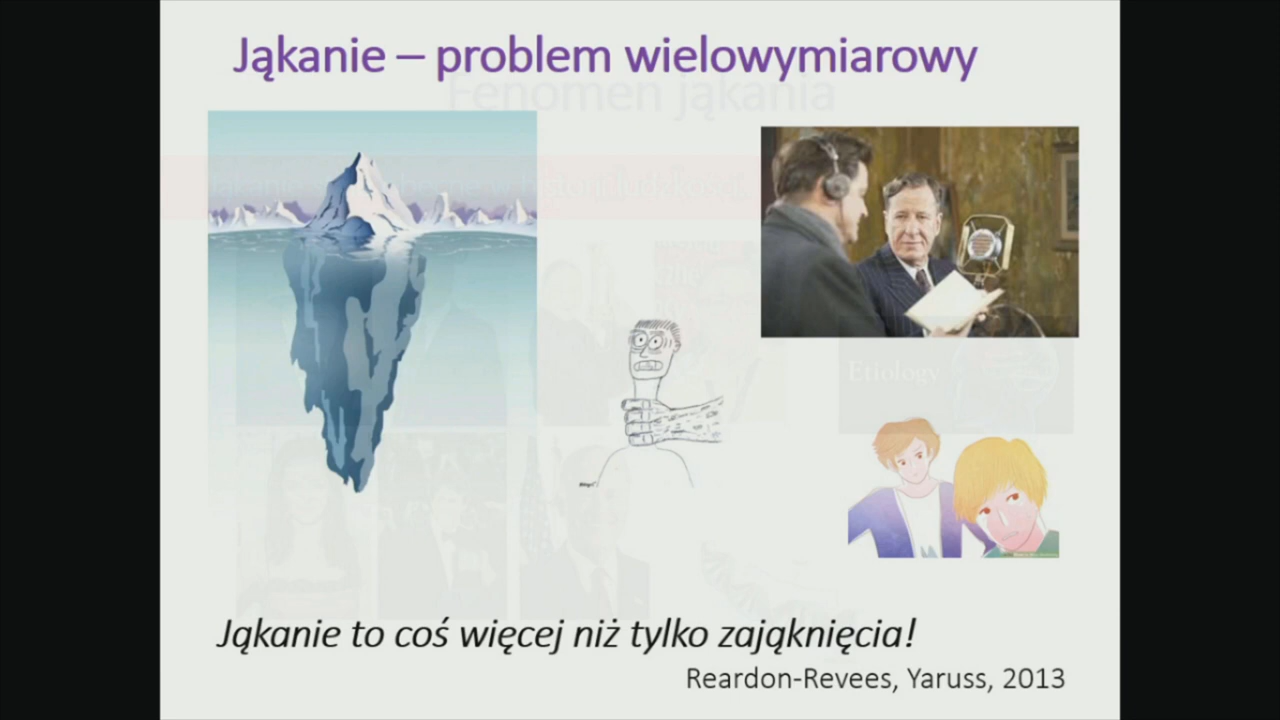 Jąkanie – problem wielowymiarowy
Fenomen jąkania
Etiology
Jąkanie to coś więcej niż tylko zająknięcia!
Reardon-Revees, Yaruss, 2013